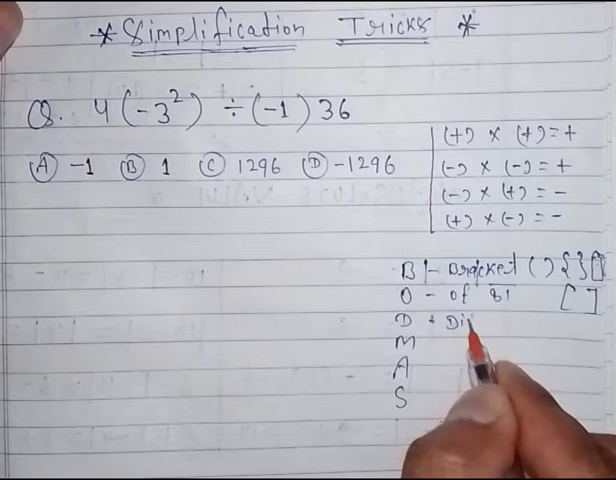 * Simplification Tricks *
Q. 4(-3²) ÷ (-1) 36
(A) -1 (B) 1 (C) 1296 (D) -1296
(+) × (+) = +
(-) × (-) = +
(-) × (+) = -
(+) × (-) = -
B - Bracket ( ) { } [ ]
O - of
D - Di
M
A
S